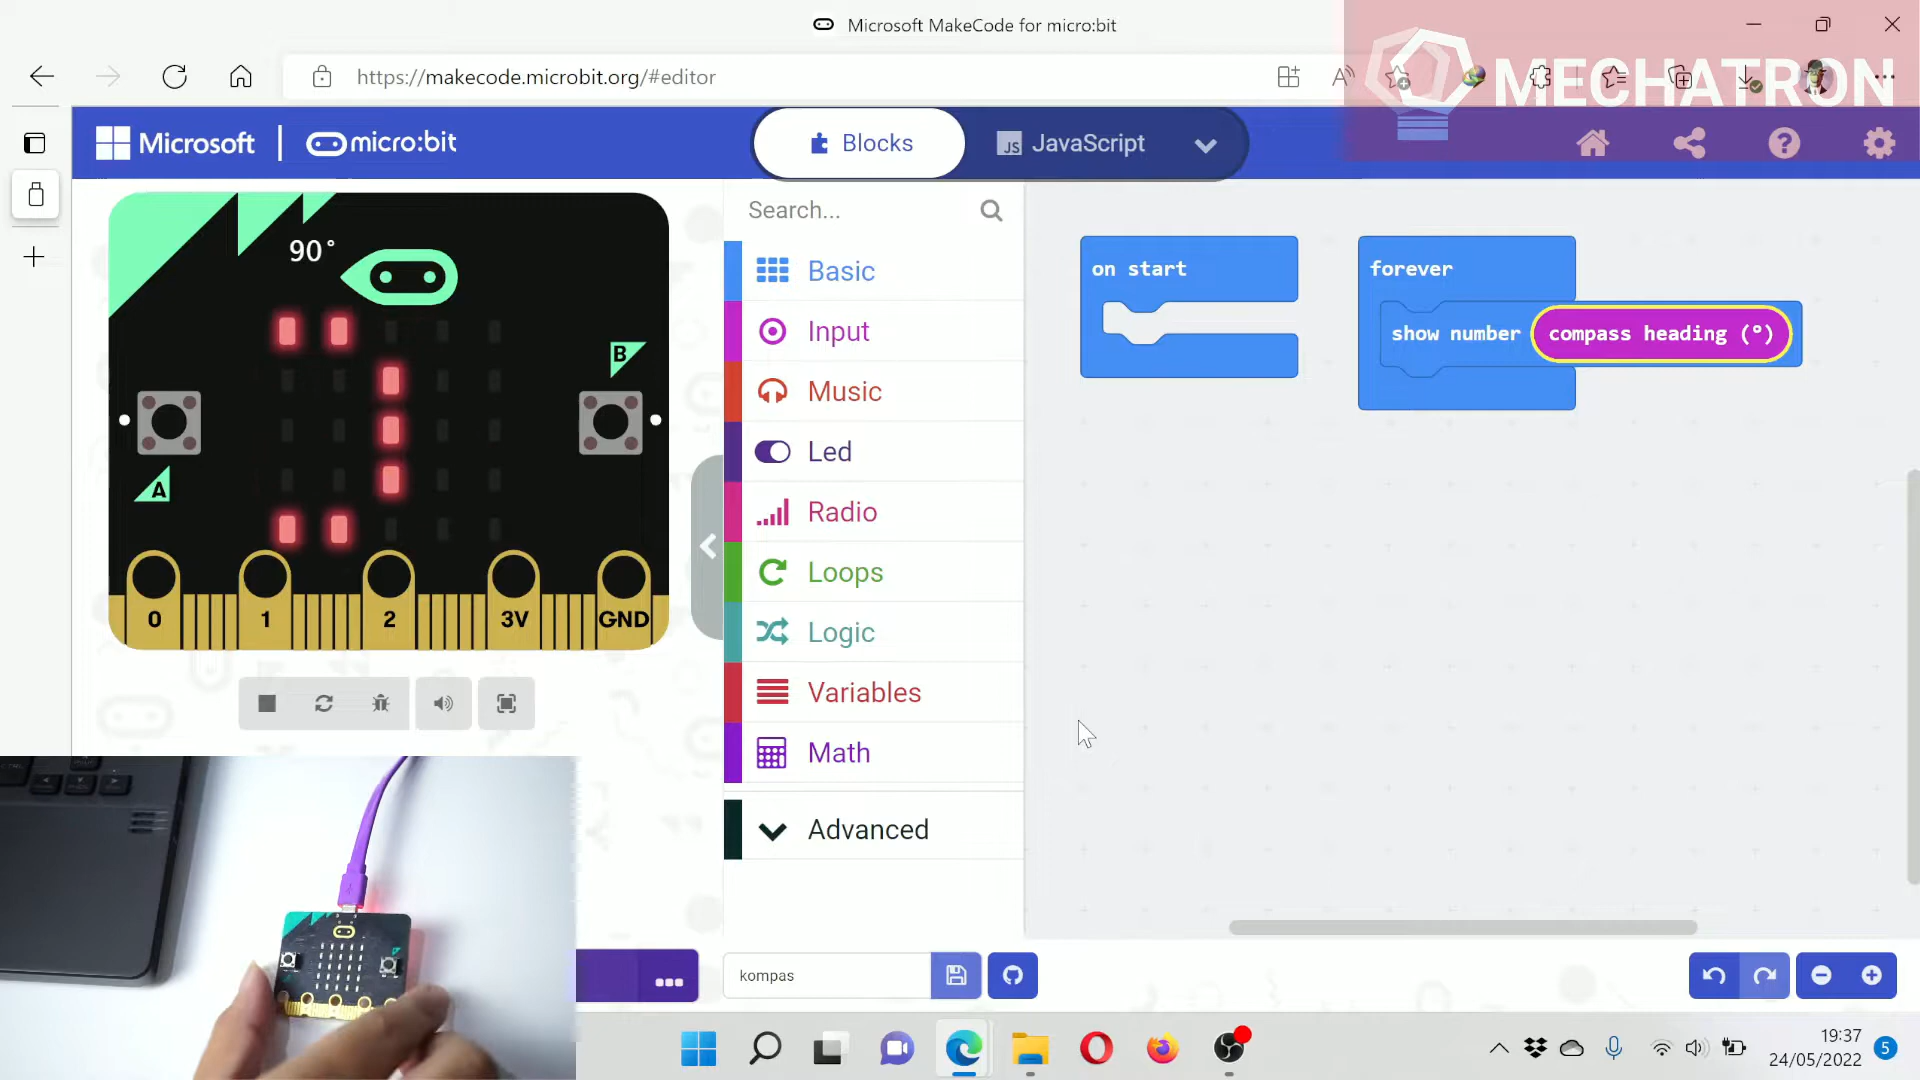 Microsoft MakeCode for micro:bit
https://makecode.microbit.org/#editor
MECHATRON
Microsoft | micro:bit
Blocks
JS JavaScript
90°
B
A
0 1 2 3V GND
Search...
Basic
Input
Music
Led
Radio
Loops
Logic
Variables
Math
Advanced
on start
forever
show number compass heading (°)
kompas
19:37
24/05/2022
5